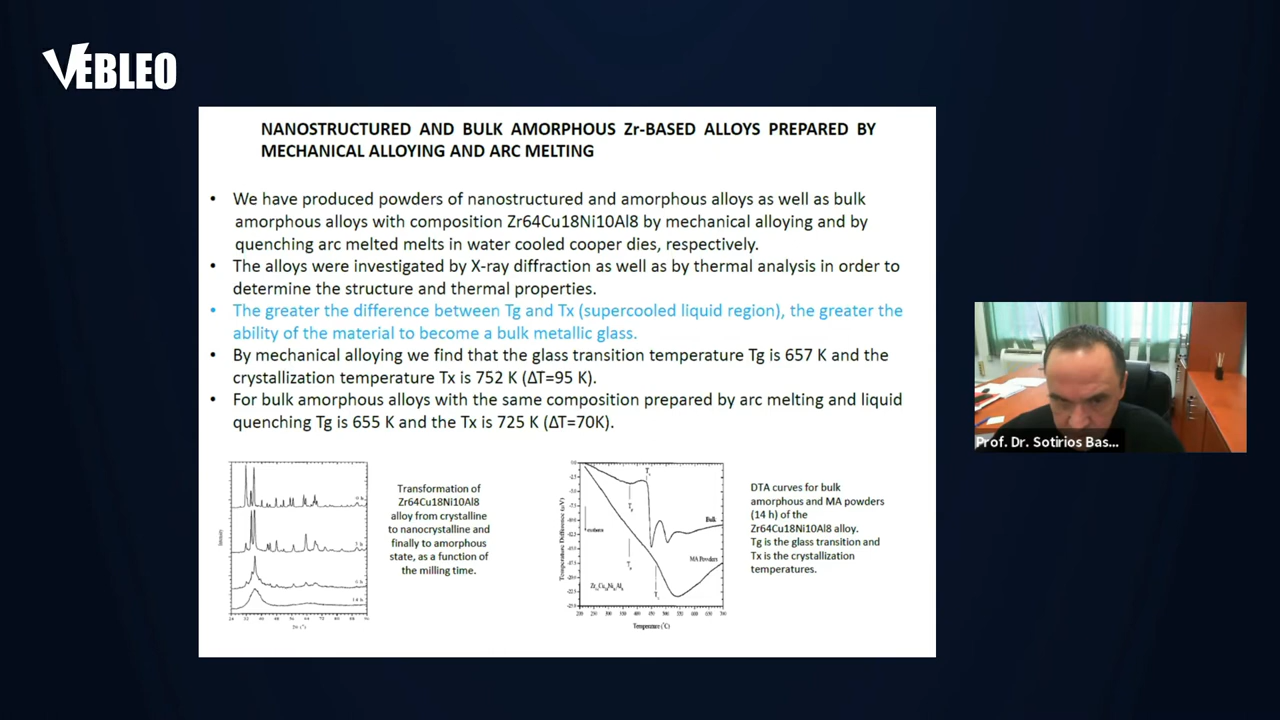 VEBLEO
NANOSTRUCTURED AND BULK AMORPHOUS Zr-BASED ALLOYS PREPARED BY
MECHANICAL ALLOYING AND ARC MELTING
• We have produced powders of nanostructured and amorphous alloys as well as bulk
amorphous alloys with composition Zr64Cu18Ni10Al8 by mechanical alloying and by
quenching arc melted melts in water cooled cooper dies, respectively.
• The alloys were investigated by X-ray diffraction as well as by thermal analysis in order to
determine the structure and thermal properties.
• The greater the difference between Tg and Tx (supercooled liquid region), the greater the
ability of the material to become a bulk metallic glass.
• By mechanical alloying we find that the glass transition temperature Tg is 657 K and the
crystallization temperature Tx is 752 K (ΔT=95 K).
• For bulk amorphous alloys with the same composition prepared by arc melting and liquid
quenching Tg is 655 K and the Tx is 725 K (ΔT=70K).
Transformation of
Zr64Cu18Ni10Al8
alloy from crystalline
to nanocrystalline and
finally to amorphous
state, as a function of
the milling time.
Temperature Difference (uV)
Bulk
MA Powders
Temperature (°C)
DTA curves for bulk
amorphous and MA powders
(14 h) of the
Zr64Cu18Ni10Al8 alloy.
Tg is the glass transition and
Tx is the crystallization
temperatures.
Prof. Dr. Sotirios Bas...